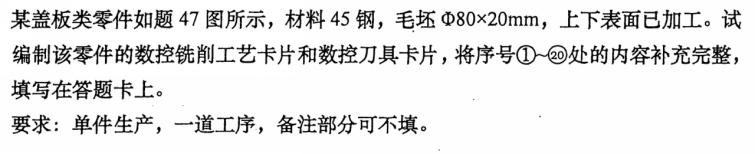 某盖板类零件如题 47 图所示，材料 45 钢，毛坯 Φ80×20mm，上下表面已加工。试
编制该零件的数控铣削工艺卡片和数控刀具卡片，将序号①~⑳处的内容补充完整，
填写在答题卡上。
要求：单件生产，一道工序，备注部分可不填。